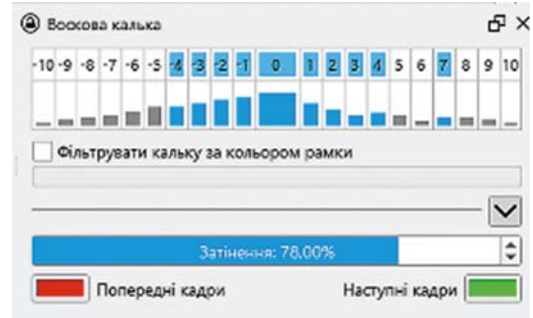 Воскова калька
-10 -9 -8 -7 -6 -5 -4 -3 -2 -1 0 1 2 3 4 5 6 7 8 9 10
Фільтрувати кальку за кольором рамки
Затінення: 78,00%
Попередні кадри Наступні кадри